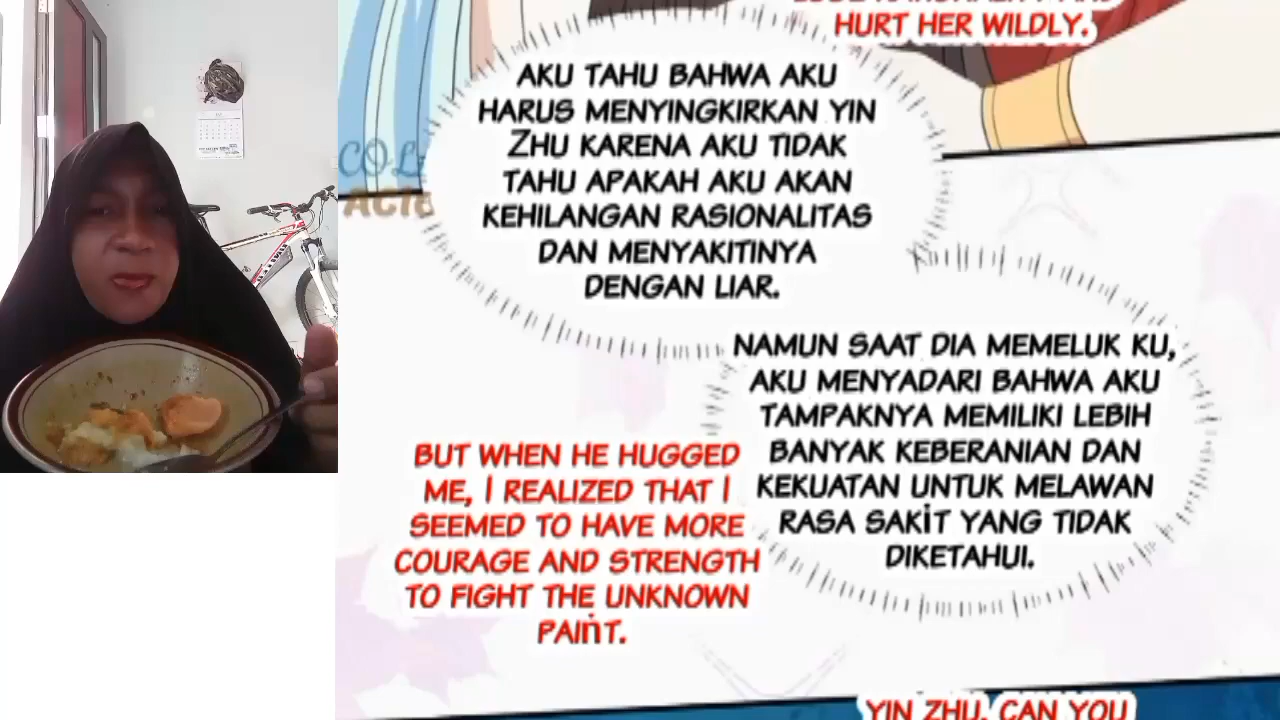 HURT HER WILDLY.
AKU TAHU BAHWA AKU
HARUS MENYINGKIRKAN YIN
ZHU KARENA AKU TIDAK
TAHU APAKAH AKU AKAN
KEHILANGAN RASIONALITAS
DAN MENYAKITINYA
DENGAN LIAR.
NAMUN SAAT DIA MEMELUK KU,
AKU MENYADARI BAHWA AKU
TAMPAKNYA MEMILIKI LEBIH
BANYAK KEBERANIAN DAN
KEKUATAN UNTUK MELAWAN
RASA SAKIT YANG TIDAK
DIKETAHUI.
BUT WHEN HE HUGGED
ME, I REALIZED THAT I
SEEMED TO HAVE MORE
COURAGE AND STRENGTH
TO FIGHT THE UNKNOWN
PAINT.
YIN ZHU, CAN YOU